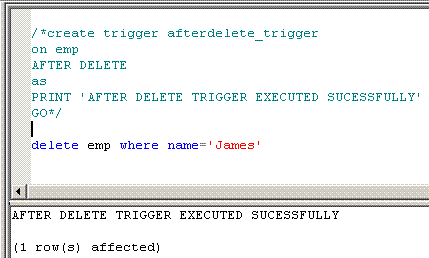 /*create trigger afterdelete_trigger
on emp
AFTER DELETE
as
PRINT 'AFTER DELETE TRIGGER EXECUTED SUCESSFULLY'
GO*/
delete emp where name='James'
AFTER DELETE TRIGGER EXECUTED SUCESSFULLY
(1 row(s) affected)